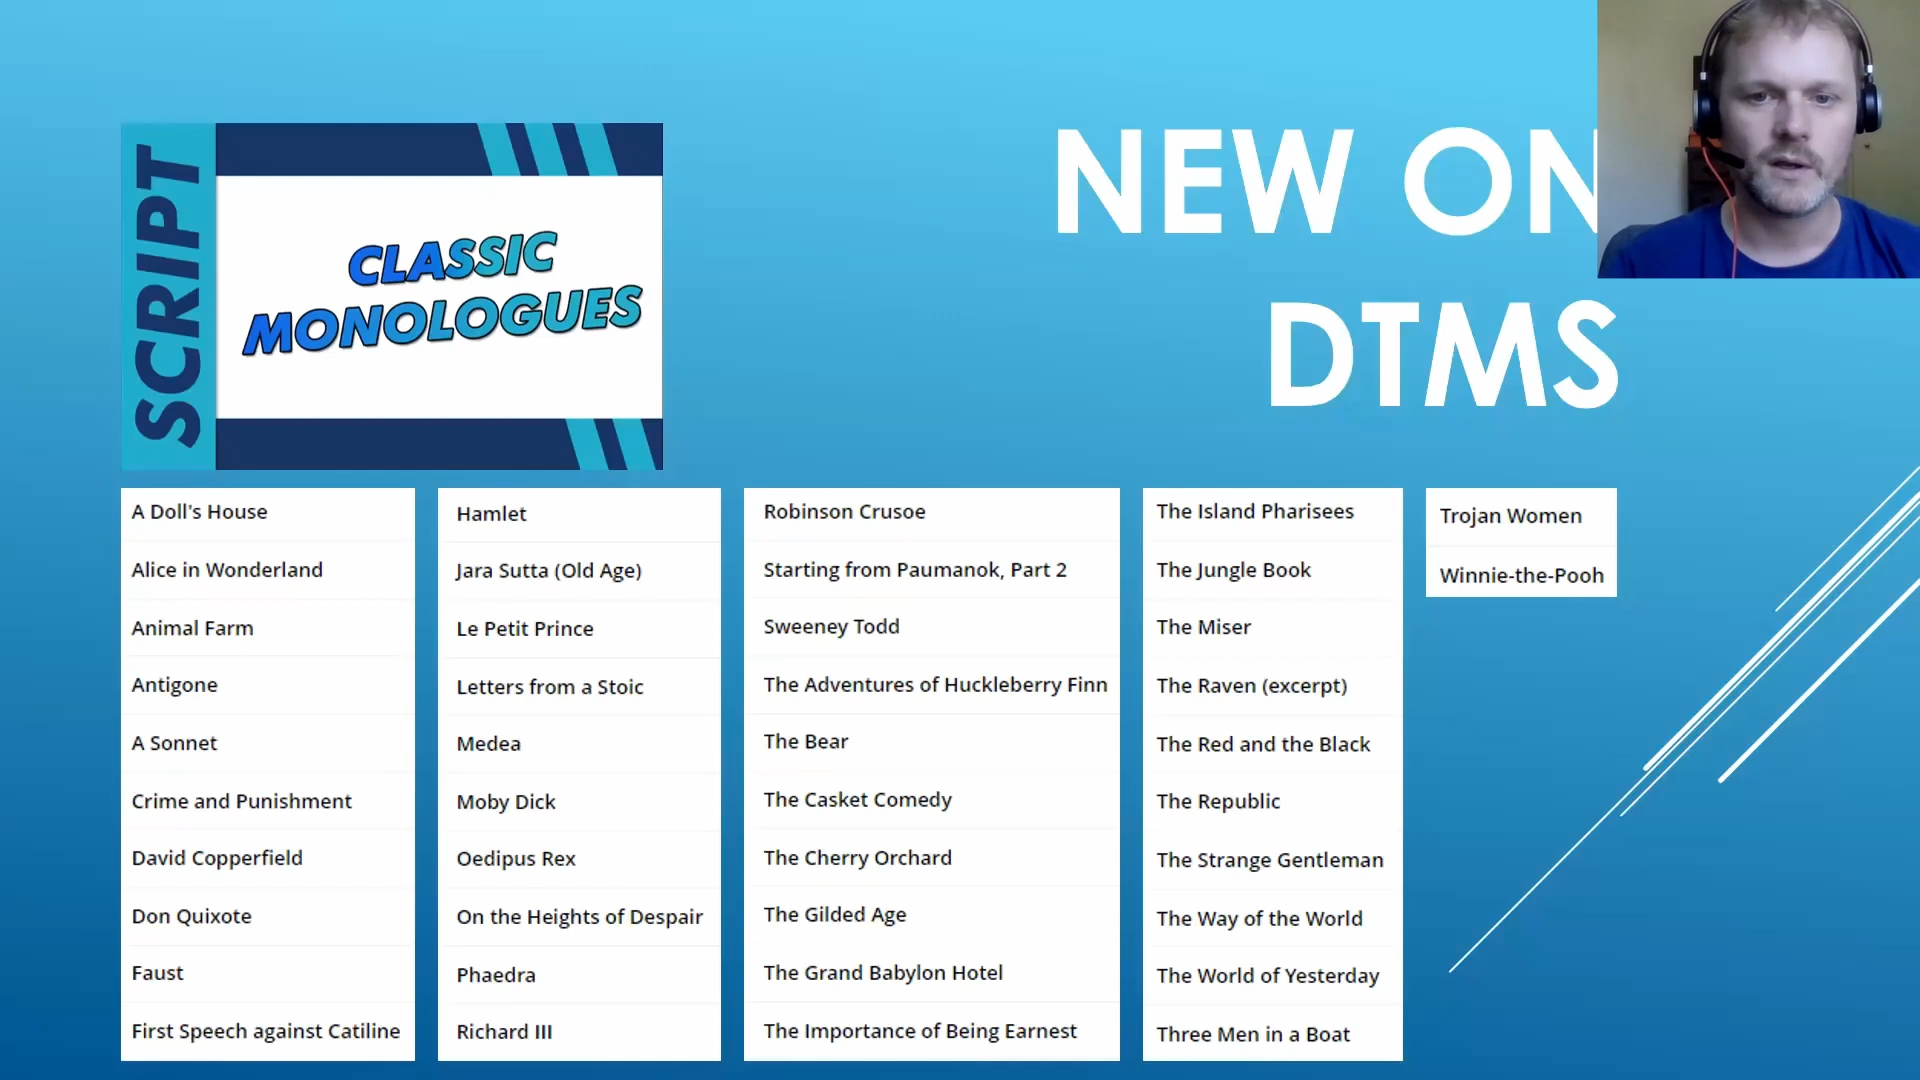 SCRIPT
CLASSIC
MONOLOGUES
NEW ON
DTMS
A Doll's House
Alice in Wonderland
Animal Farm
Antigone
A Sonnet
Crime and Punishment
David Copperfield
Don Quixote
Faust
First Speech against Catiline
Hamlet
Jara Sutta (Old Age)
Le Petit Prince
Letters from a Stoic
Medea
Moby Dick
Oedipus Rex
On the Heights of Despair
Phaedra
Richard III
Robinson Crusoe
Starting from Paumanok, Part 2
Sweeney Todd
The Adventures of Huckleberry Finn
The Bear
The Casket Comedy
The Cherry Orchard
The Gilded Age
The Grand Babylon Hotel
The Importance of Being Earnest
The Island Pharisees
The Jungle Book
The Miser
The Raven (excerpt)
The Red and the Black
The Republic
The Strange Gentleman
The Way of the World
The World of Yesterday
Three Men in a Boat
Trojan Women
Winnie-the-Pooh